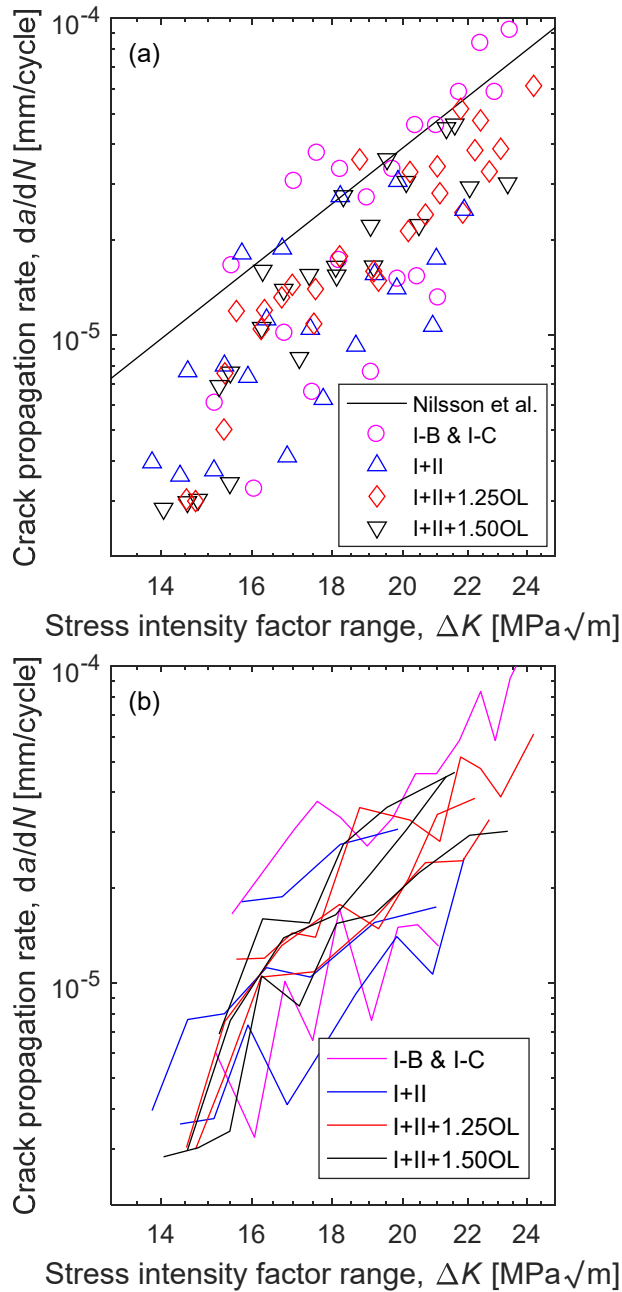 10⁻⁴
(a)
10⁻⁵
Crack propagation rate, da/dN [mm/cycle]
Nilsson et al.
I-B & I-C
I+II
I+II+1.25OL
I+II+1.50OL
14 16 18 20 22 24
Stress intensity factor range, ΔK [MPa√m]
10⁻⁴
(b)
10⁻⁵
Crack propagation rate, da/dN [mm/cycle]
I-B & I-C
I+II
I+II+1.25OL
I+II+1.50OL
14 16 18 20 22 24
Stress intensity factor range, ΔK [MPa√m]